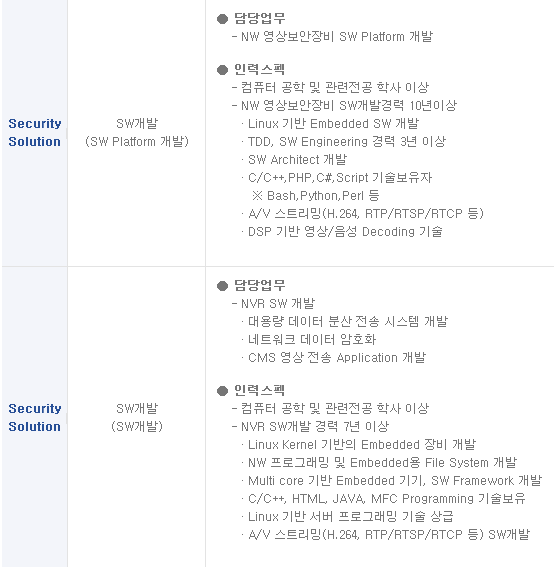 Security
Solution
SW개발
(SW Platform 개발)
● 담당업무
- NW 영상보안장비 SW Platform 개발
● 인력스펙
- 컴퓨터 공학 및 관련전공 학사 이상
- NW 영상보안장비 SW개발경력 10년이상
· Linux 기반 Embedded SW 개발
· TDD, SW Engineering 경력 3년 이상
· SW Architect 개발
· C/C++,PHP,C#,Script 기술보유자
※ Bash,Python,Perl 등
· A/V 스트리밍(H.264, RTP/RTSP/RTCP 등)
· DSP 기반 영상/음성 Decoding 기술
Security
Solution
SW개발
(SW개발)
● 담당업무
- NVR SW 개발
· 대용량 데이터 분산 전송 시스템 개발
· 네트워크 데이터 암호화
· CMS 영상 전송 Application 개발
● 인력스펙
- 컴퓨터 공학 및 관련전공 학사 이상
- NVR SW개발 경력 7년 이상
· Linux Kernel 기반의 Embedded 장비 개발
· NW 프로그래밍 및 Embedded용 File System 개발
· Multi core 기반 Embedded 기기, SW Framework 개발
· C/C++, HTML, JAVA, MFC Programming 기술보유
· Linux 기반 서버 프로그래밍 기술 상급
· A/V 스트리밍(H.264, RTP/RTSP/RTCP 등) SW개발